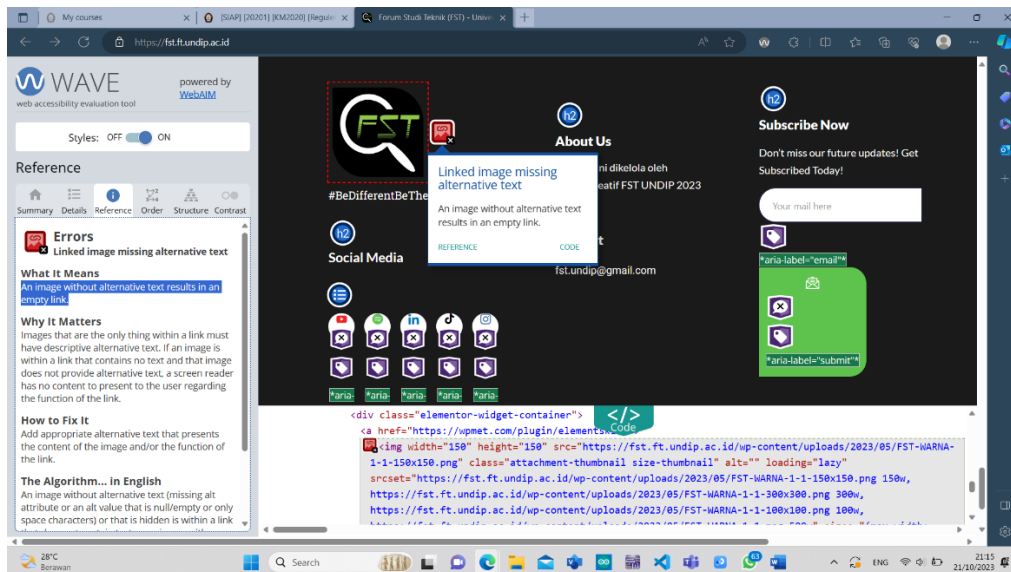 My courses
[SIAP] [20201] [KM2020] [Regule
Forum Studi Teknik (FST) – Unive
https://fst.ft.undip.ac.id
WAVE
web accessibility evaluation tool
powered by
WebAIM
Styles: OFF ON
Reference
Summary Details Reference Order Structure Contrast
Errors
Linked image missing alternative text
What It Means
An image without alternative text results in an
empty link.
Why It Matters
Images that are the only thing within a link must
have descriptive alternative text. If an image is
within a link that contains no text and that image
does not provide alternative text, a screen reader
has no content to present to the user regarding
the function of the link.
How to Fix It
Add appropriate alternative text that presents
the content of the image and/or the function of
the link.
The Algorithm... in English
An image without alternative text (missing alt
attribute or an alt value that is null/empty or only
space characters) or that is hidden is within a link
FST
#BeDifferentBeThe
h2
Social Media
*aria- *aria- *aria- *aria- *aria-
Linked image missing
alternative text
An image without alternative text
results in an empty link.
REFERENCE CODE
h2
About Us
ni dikelola oleh
eatif FST UNDIP 2023
t
fst.undip@gmail.com
h2
Subscribe Now
Don't miss our future updates! Get
Subscribed Today!
Your mail here
*aria-label="email"*
*aria-label="submit"*
</>
Code
<div class="elementor-widget-container">
<a href="https://wpmet.com/plugin/elements
<img width="150" height="150" src="https://fst.ft.undip.ac.id/wp-content/uploads/2023/05/FST-WARNA-
1-1-150x150.png" class="attachment-thumbnail size-thumbnail" alt="" loading="lazy"
srcset="https://fst.ft.undip.ac.id/wp-content/uploads/2023/05/FST-WARNA-1-1-150x150.png 150w,
https://fst.ft.undip.ac.id/wp-content/uploads/2023/05/FST-WARNA-1-1-300x300.png 300w,
https://fst.ft.undip.ac.id/wp-content/uploads/2023/05/FST-WARNA-1-1-100x100.png 100w,
28°C
Berawan
Search
63
ENG
21:15
21/10/2023